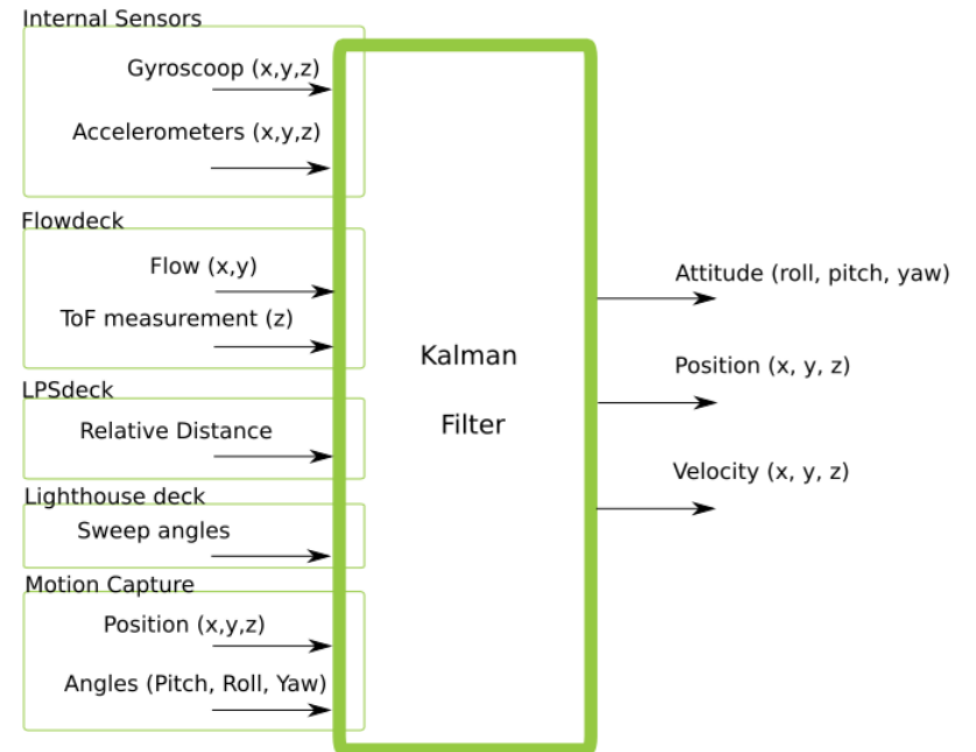 Internal Sensors
Gyroscoop (x,y,z)
Accelerometers (x,y,z)
Flowdeck
Flow (x,y)
ToF measurement (z)
LPSdeck
Relative Distance
Lighthouse deck
Sweep angles
Motion Capture
Position (x,y,z)
Angles (Pitch, Roll, Yaw)
Kalman
Filter
Attitude (roll, pitch, yaw)
Position (x, y, z)
Velocity (x, y, z)